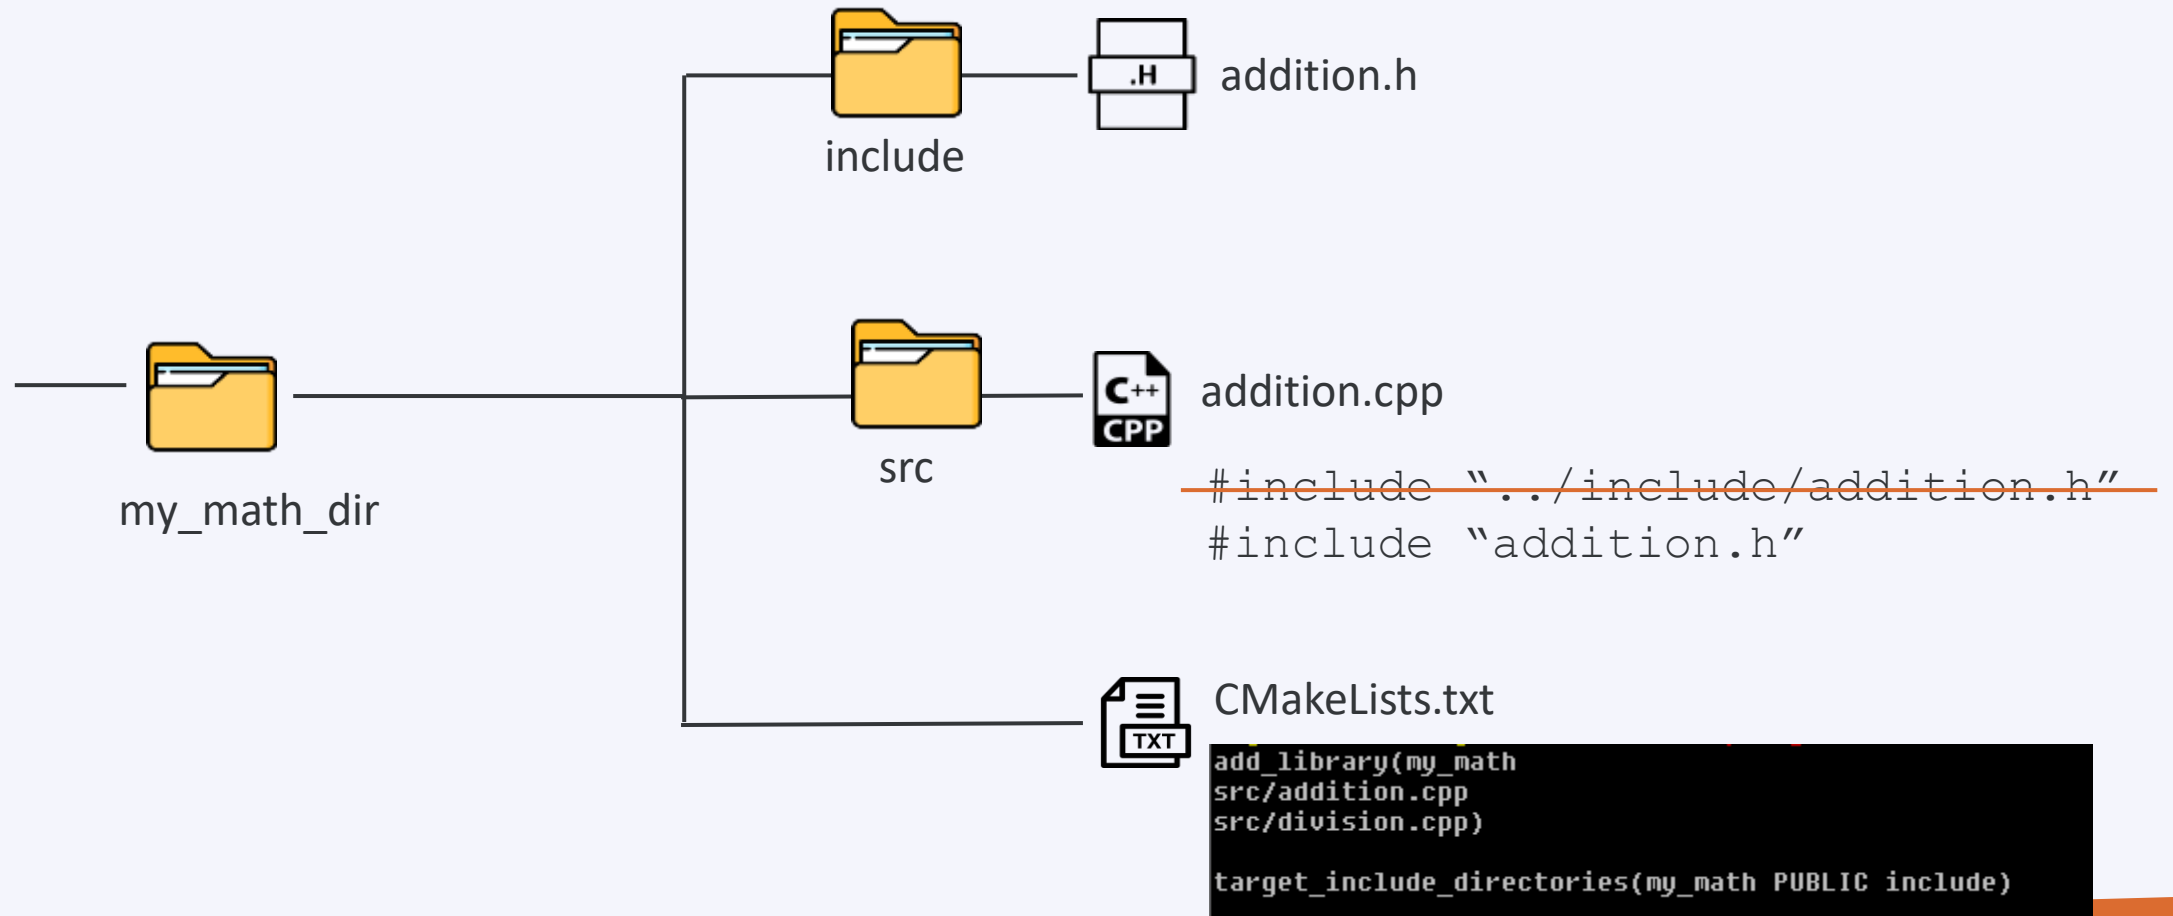 .H
addition.h
include
C++
CPP
addition.cpp
src
#include “../include/addition.h”
#include “addition.h”
my_math_dir
CMakeLists.txt
TXT
add_library(my_math
src/addition.cpp
src/division.cpp)
target_include_directories(my_math PUBLIC include)